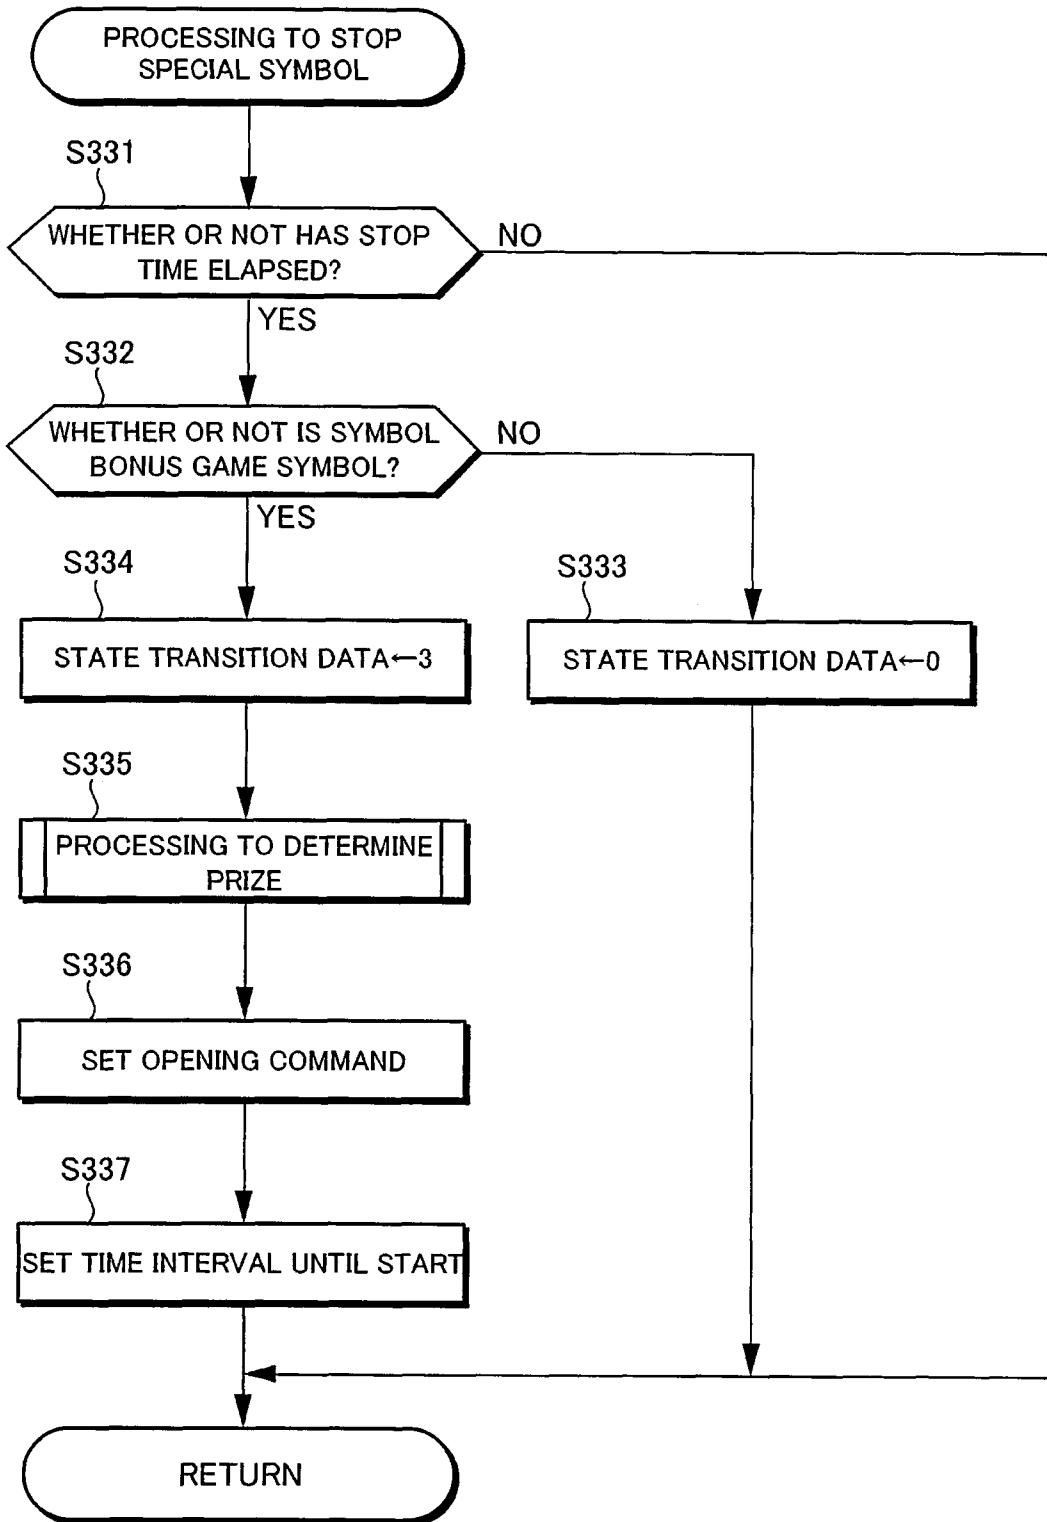 PROCESSING TO STOP
SPECIAL SYMBOL
S331
WHETHER OR NOT HAS STOP
TIME ELAPSED?
NO
YES
S332
WHETHER OR NOT IS SYMBOL
BONUS GAME SYMBOL?
NO
YES
S334
STATE TRANSITION DATA←3
S333
STATE TRANSITION DATA←0
S335
PROCESSING TO DETERMINE
PRIZE
S336
SET OPENING COMMAND
S337
SET TIME INTERVAL UNTIL START
RETURN